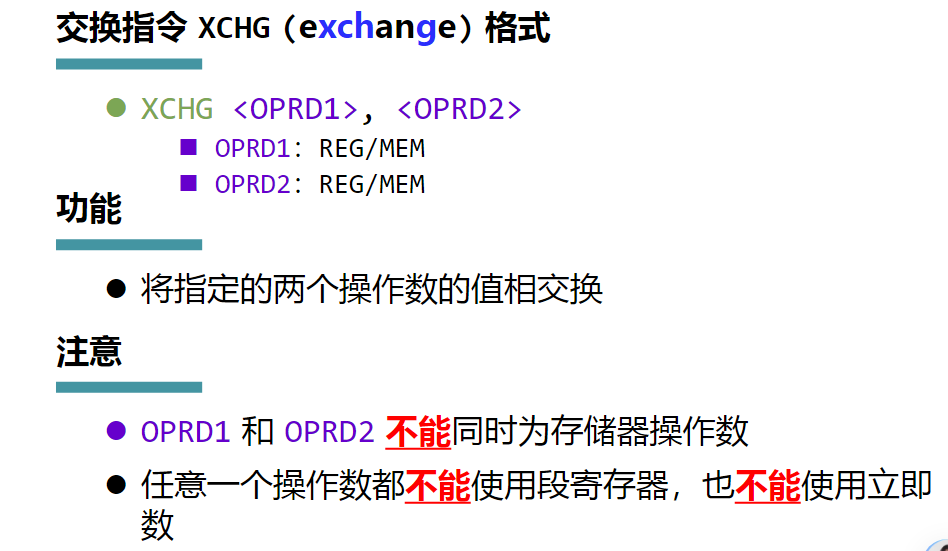 交换指令 XCHG（exchange）格式
XCHG <OPRD1>, <OPRD2>
OPRD1：REG/MEM
OPRD2：REG/MEM
功能
将指定的两个操作数的值相交换
注意
OPRD1 和 OPRD2 不能同时为存储器操作数
任意一个操作数都不能使用段寄存器，也不能使用立即
数